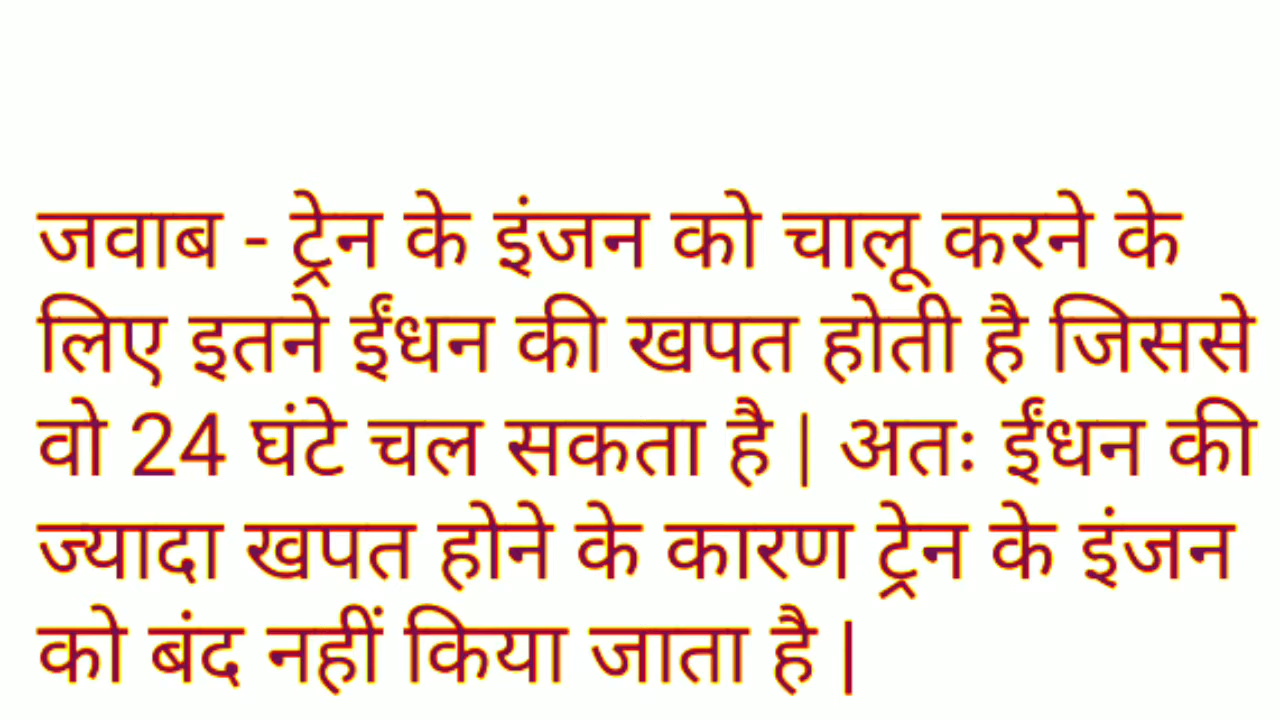 जवाब - ट्रेन के इंजन को चालू करने के
लिए इतने ईंधन की खपत होती है जिससे
वो 24 घंटे चल सकता है | अतः ईंधन की
ज्यादा खपत होने के कारण ट्रेन के इंजन
को बंद नहीं किया जाता है |